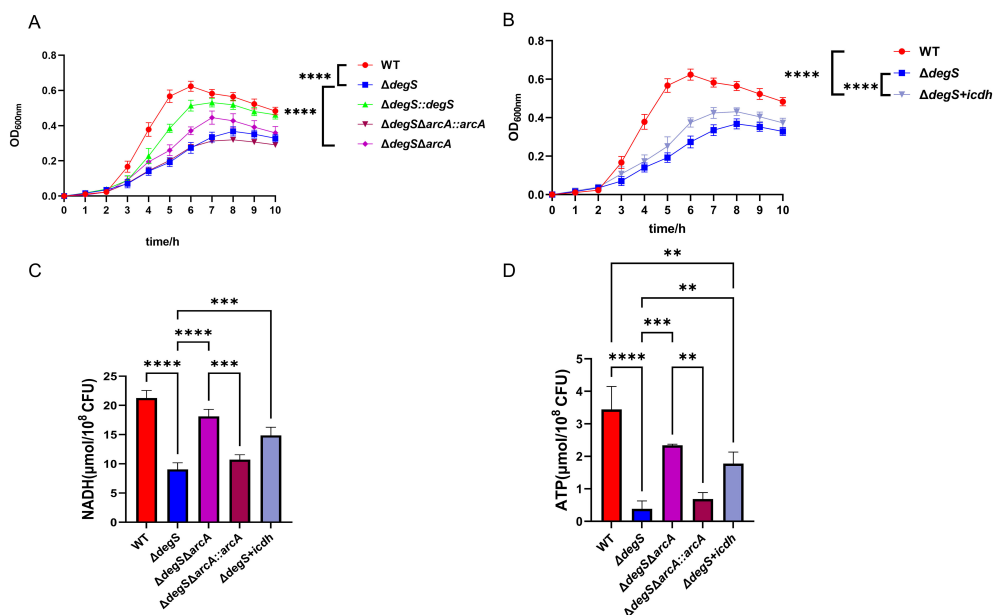 A
OD600nm
0.8
0.6
0.4
0.2
0.0
0 1 2 3 4 5 6 7 8 9 10
time/h
WT
ΔdegS
ΔdegS::degS
ΔdegSΔarcA::arcA
ΔdegSΔarcA
****
****
B
OD600nm
0.8
0.6
0.4
0.2
0.0
0 1 2 3 4 5 6 7 8 9 10
time/h
WT
ΔdegS
ΔdegS+icdh
****
****
C
***
****
**** ***
NADH(μmol/10⁸ CFU)
25
20
15
10
5
0
WT
ΔdegS
ΔdegSΔarcA
ΔdegSΔarcA::arcA
ΔdegS+icdh
D
**
**
***
**** **
ATP(μmol/10⁸ CFU)
5
4
3
2
1
0
WT
ΔdegS
ΔdegSΔarcA
ΔdegSΔarcA::arcA
ΔdegS+icdh